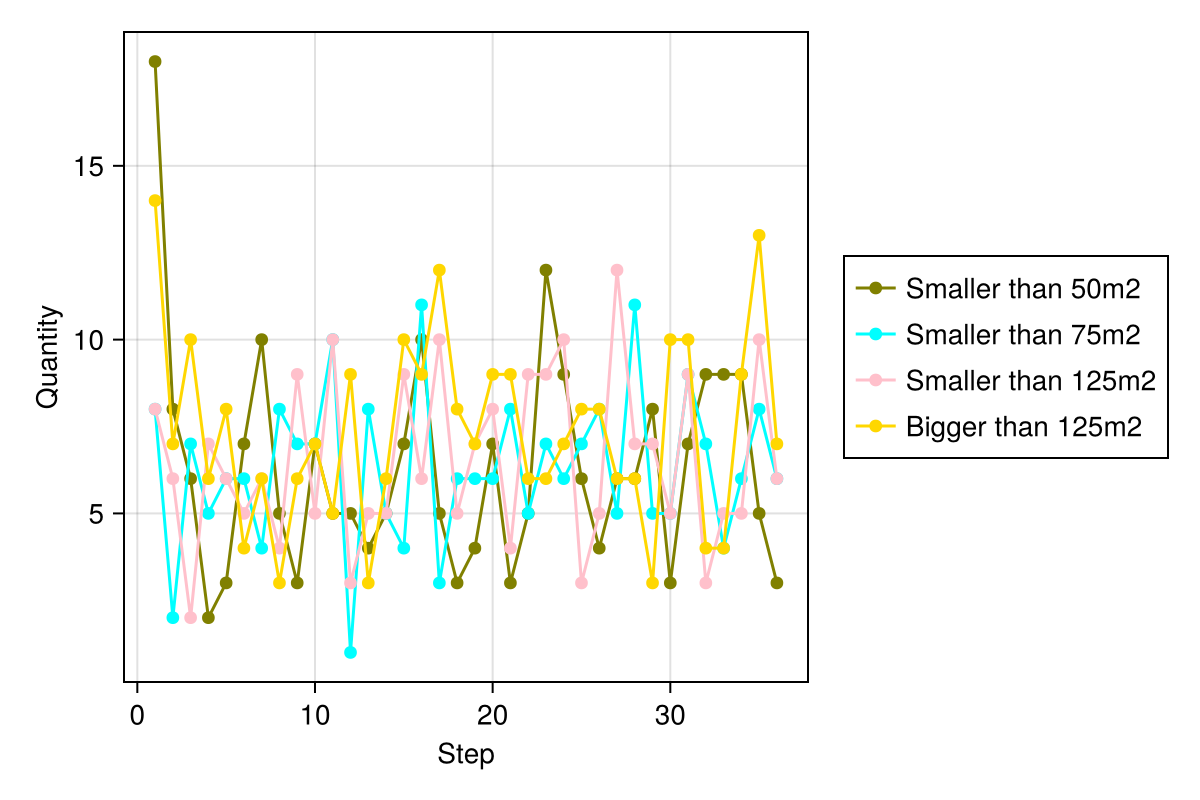 15
10
5
Quantity
0 10 20 30
Step
Smaller than 50m2
Smaller than 75m2
Smaller than 125m2
Bigger than 125m2